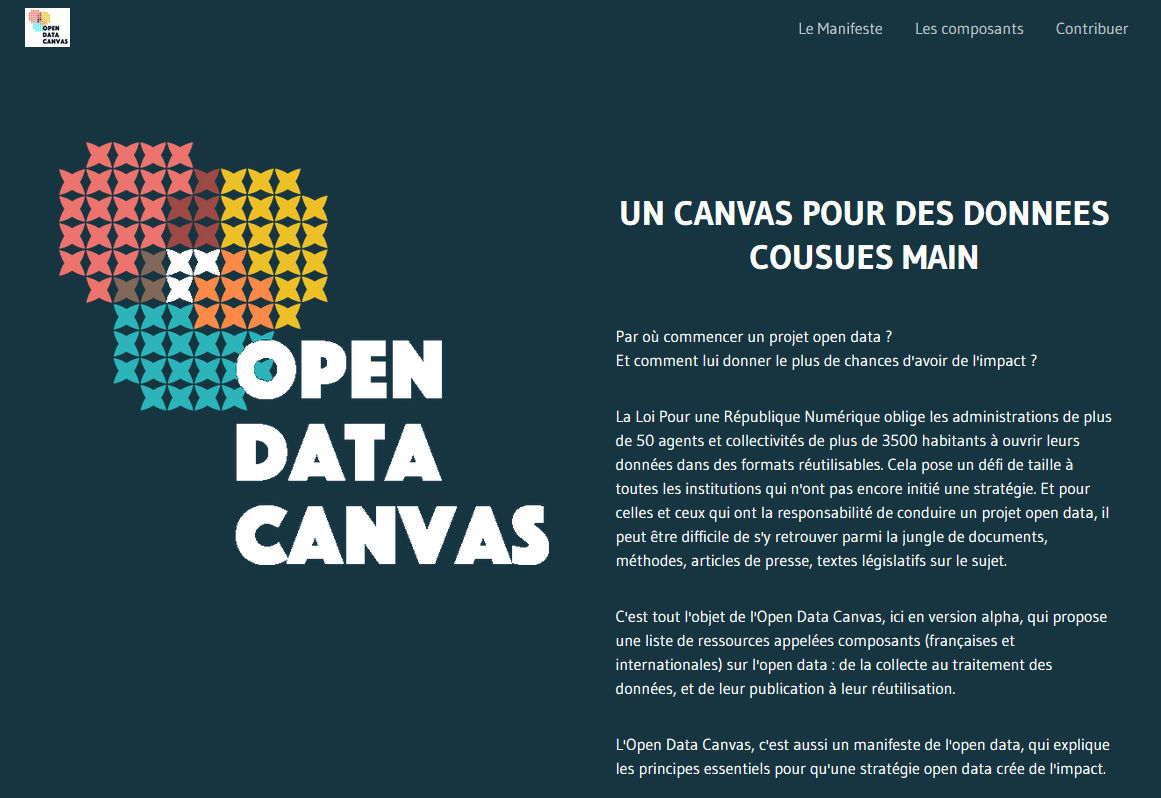 OPEN
DATA
CANVAS
Le Manifeste
Les composants
Contribuer
OPEN
DATA
CANVAS
UN CANVAS POUR DES DONNEES
COUSUES MAIN
Par où commencer un projet open data ?
Et comment lui donner le plus de chances d'avoir de l'impact ?
La Loi Pour une République Numérique oblige les administrations de plus
de 50 agents et collectivités de plus de 3500 habitants à ouvrir leurs
données dans des formats réutilisables. Cela pose un défi de taille à
toutes les institutions qui n'ont pas encore initié une stratégie. Et pour
celles et ceux qui ont la responsabilité de conduire un projet open data, il
peut être difficile de s'y retrouver parmi la jungle de documents,
méthodes, articles de presse, textes législatifs sur le sujet.
C'est tout l'objet de l'Open Data Canvas, ici en version alpha, qui propose
une liste de ressources appelées composants (françaises et
internationales) sur l'open data : de la collecte au traitement des
données, et de leur publication à leur réutilisation.
L'Open Data Canvas, c'est aussi un manifeste de l'open data, qui explique
les principes essentiels pour qu'une stratégie open data crée de l'impact.